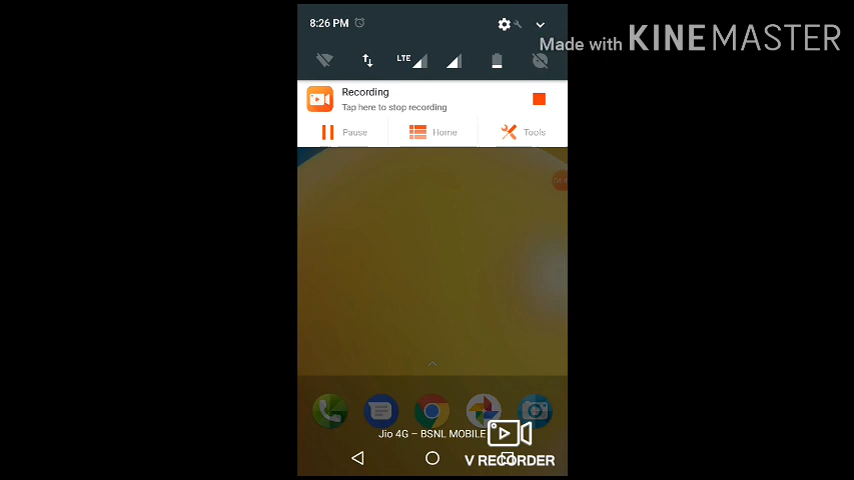 8:26 PM
Made with KINEMASTER
LTE
Recording
Tap here to stop recording
Pause
Home
Tools
Jio 4G – BSNL MOBILE
V RECORDER